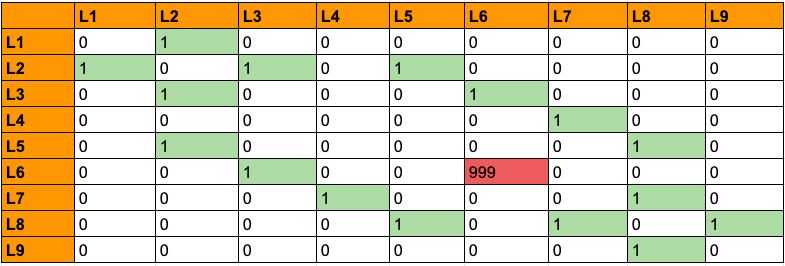 L1 L2 L3 L4 L5 L6 L7 L8 L9
L1 0 1 0 0 0 0 0 0 0
L2 1 0 1 0 1 0 0 0 0
L3 0 1 0 0 0 1 0 0 0
L4 0 0 0 0 0 0 1 0 0
L5 0 1 0 0 0 0 0 1 0
L6 0 0 1 0 0 999 0 0 0
L7 0 0 0 1 0 0 0 1 0
L8 0 0 0 0 1 0 1 0 1
L9 0 0 0 0 0 0 0 1 0